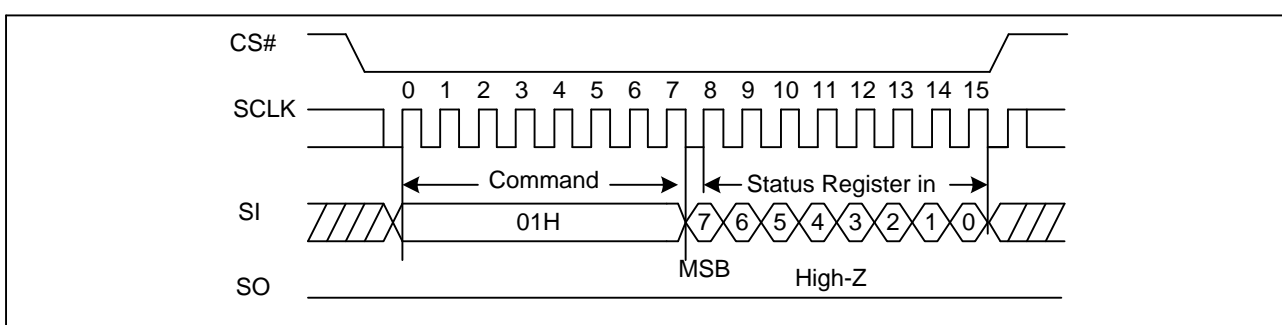 CS#
0 1 2 3 4 5 6 7 8 9 10 11 12 13 14 15
SCLK
Command Status Register in
SI 01H 7 6 5 4 3 2 1 0
MSB High-Z
SO